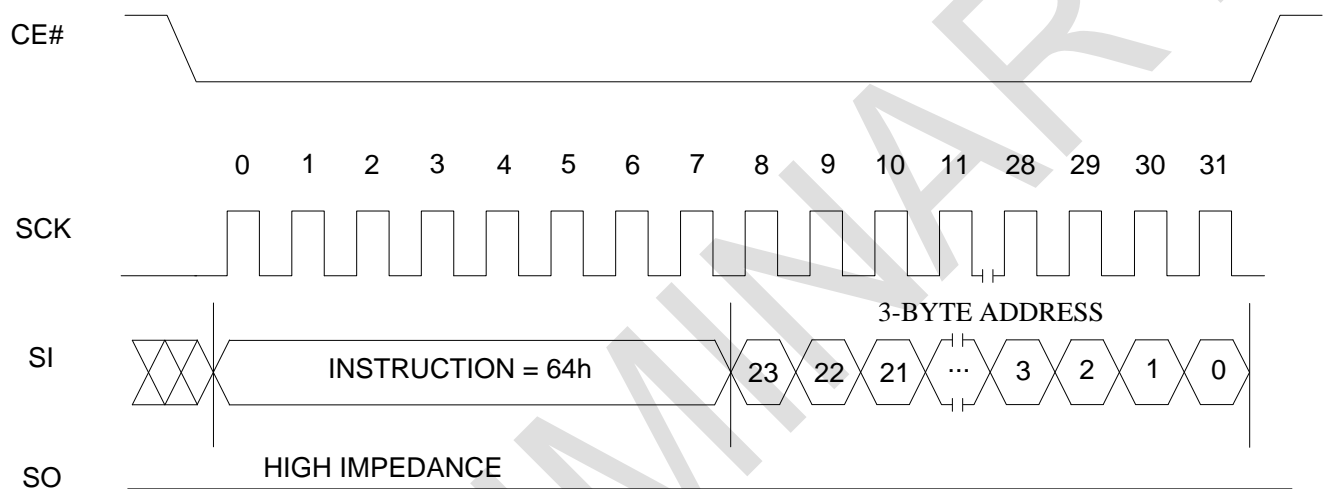 CE#
0 1 2 3 4 5 6 7 8 9 10 11 28 29 30 31
SCK
3-BYTE ADDRESS
SI INSTRUCTION = 64h 23 22 21 ... 3 2 1 0
HIGH IMPEDANCE
SO